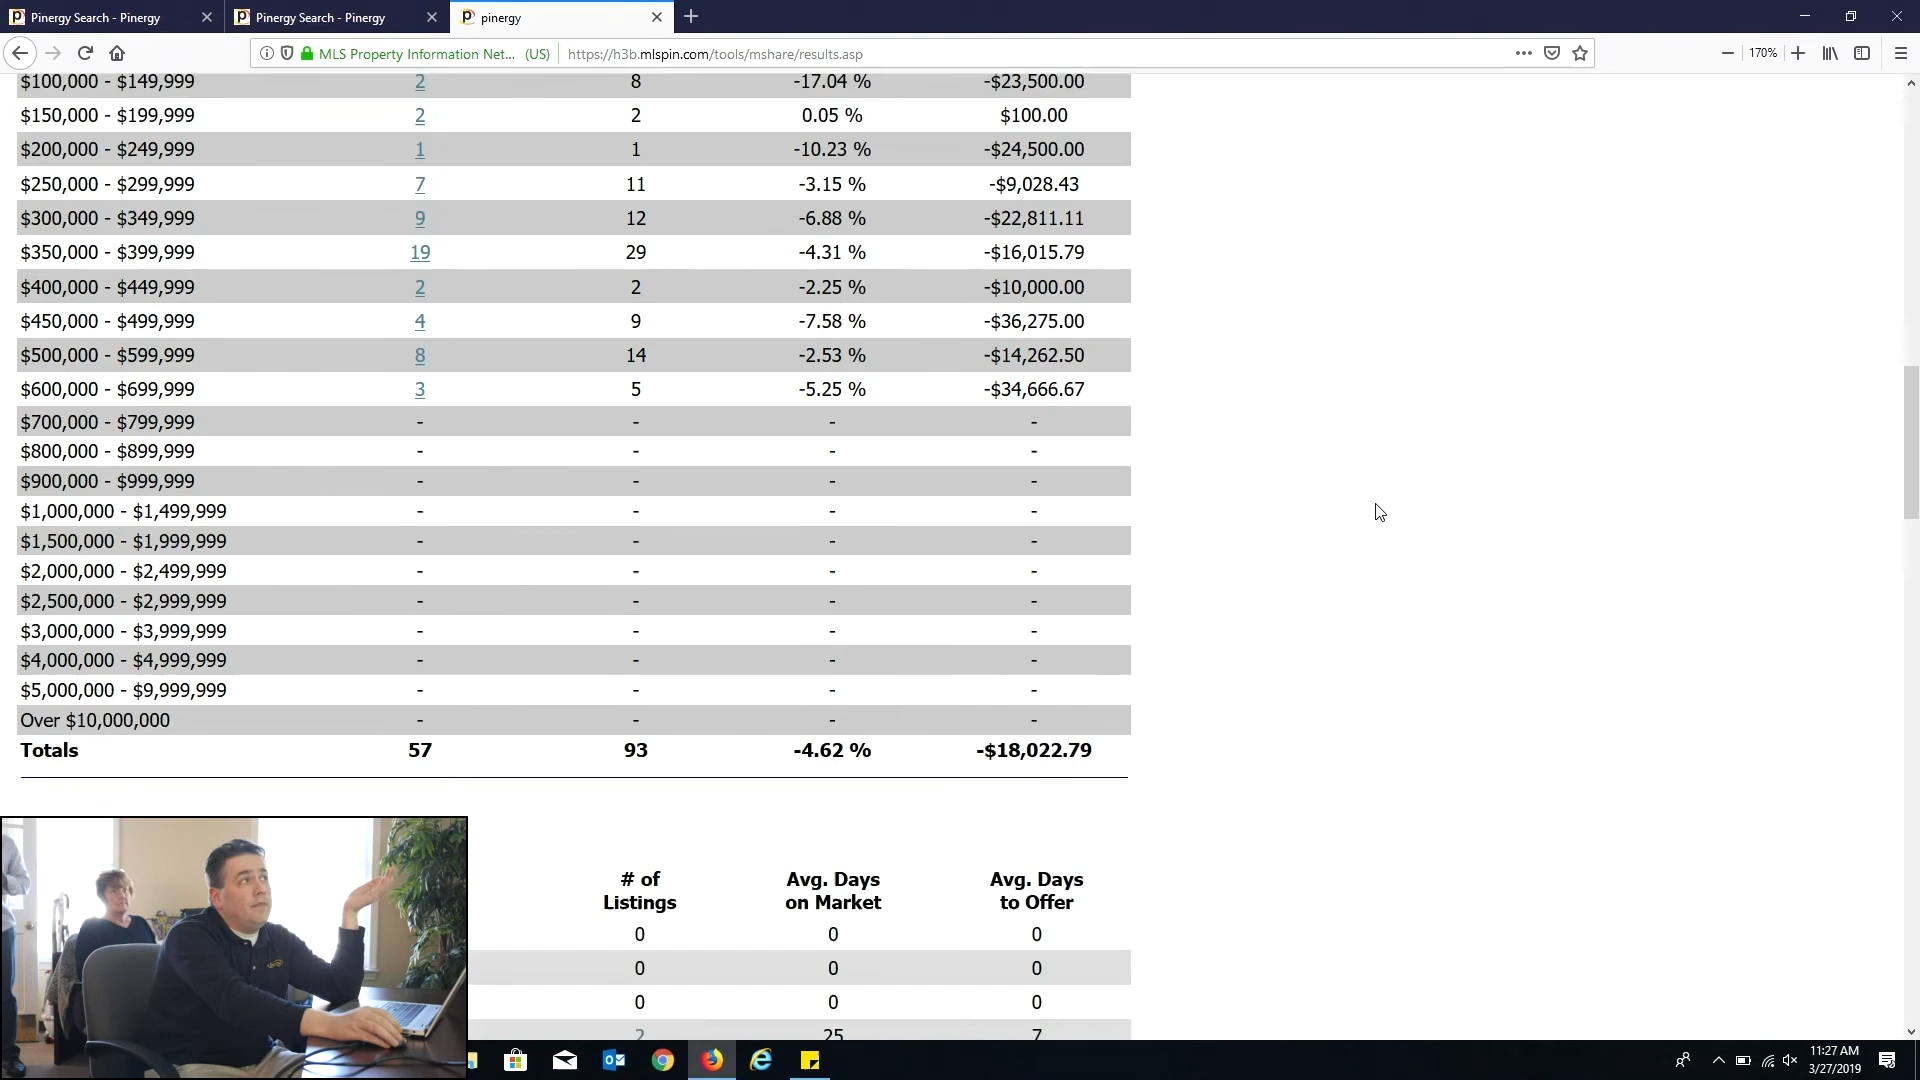 Pinergy Search - Pinergy
Pinergy Search - Pinergy
pinergy
MLS Property Information Net... (US)
https://h3b.mlspin.com/tools/mshare/results.asp
170%
$100,000 - $149,999 2 8 -17.04 % -$23,500.00
$150,000 - $199,999 2 2 0.05 % $100.00
$200,000 - $249,999 1 1 -10.23 % -$24,500.00
$250,000 - $299,999 7 11 -3.15 % -$9,028.43
$300,000 - $349,999 9 12 -6.88 % -$22,811.11
$350,000 - $399,999 19 29 -4.31 % -$16,015.79
$400,000 - $449,999 2 2 -2.25 % -$10,000.00
$450,000 - $499,999 4 9 -7.58 % -$36,275.00
$500,000 - $599,999 8 14 -2.53 % -$14,262.50
$600,000 - $699,999 3 5 -5.25 % -$34,666.67
$700,000 - $799,999 - - - -
$800,000 - $899,999 - - - -
$900,000 - $999,999 - - - -
$1,000,000 - $1,499,999 - - - -
$1,500,000 - $1,999,999 - - - -
$2,000,000 - $2,499,999 - - - -
$2,500,000 - $2,999,999 - - - -
$3,000,000 - $3,999,999 - - - -
$4,000,000 - $4,999,999 - - - -
$5,000,000 - $9,999,999 - - - -
Over $10,000,000 - - - -
Totals 57 93 -4.62 % -$18,022.79
# of Avg. Days Avg. Days
Listings on Market to Offer
0 0 0
0 0 0
0 0 0
2 25 7
11:27 AM
3/27/2019